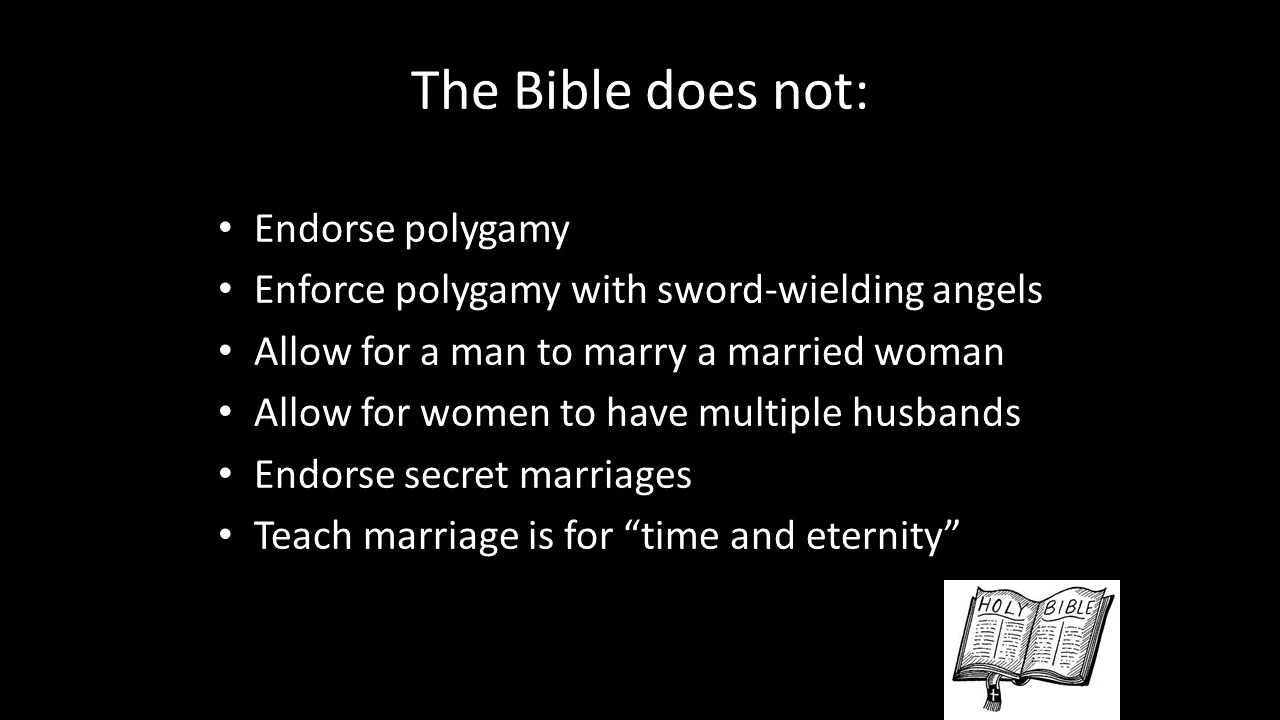 The Bible does not:
• Endorse polygamy
• Enforce polygamy with sword-wielding angels
• Allow for a man to marry a married woman
• Allow for women to have multiple husbands
• Endorse secret marriages
• Teach marriage is for “time and eternity”
HOLY BIBLE